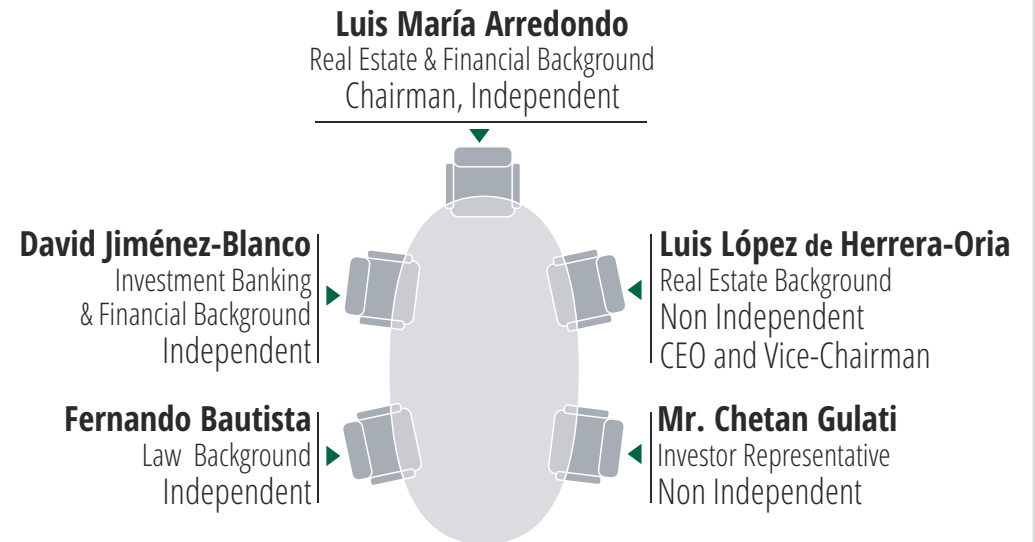 Luis María Arredondo
Real Estate & Financial Background
Chairman, Independent
David Jiménez-Blanco
Investment Banking
& Financial Background
Independent
Luis López de Herrera-Oria
Real Estate Background
Non Independent
CEO and Vice-Chairman
Fernando Bautista
Law Background
Independent
Mr. Chetan Gulati
Investor Representative
Non Independent